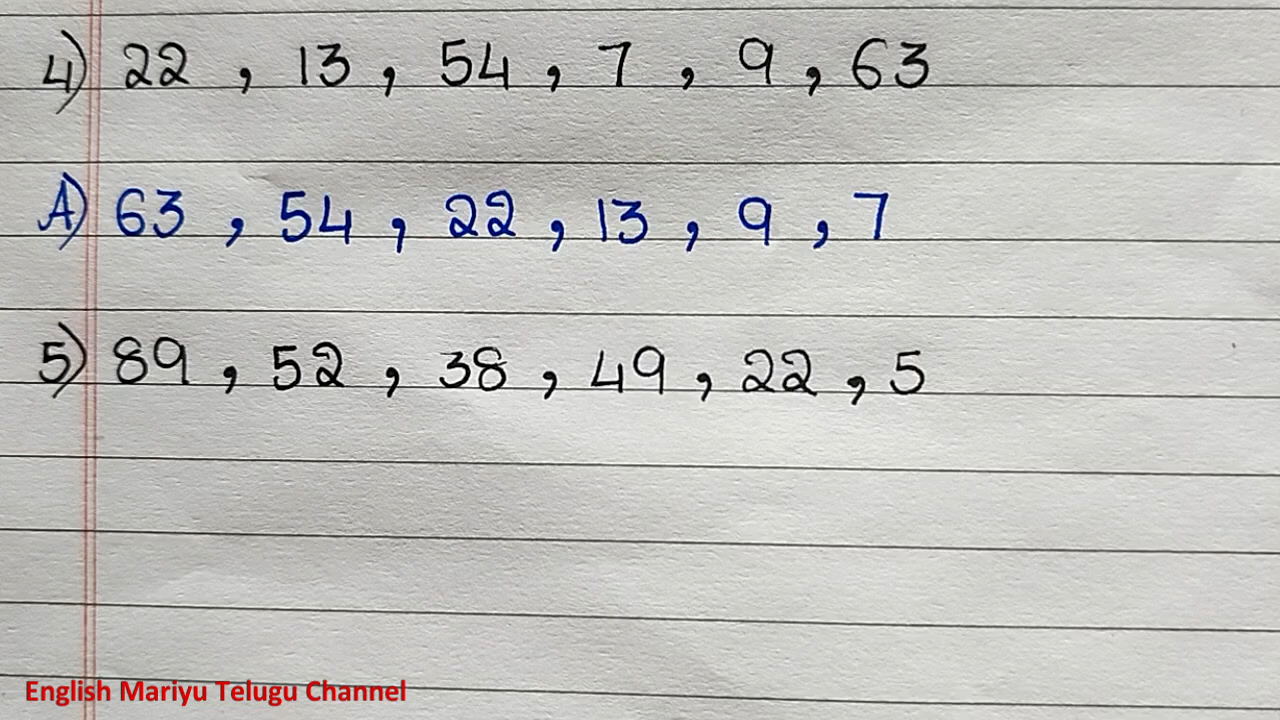 4) 22 , 13 , 54 , 7 , 9 , 63
A) 63 , 54 , 22 , 13 , 9 , 7
5) 89 , 52 , 38 , 49 , 22 , 5
English Mariyu Telugu Channel